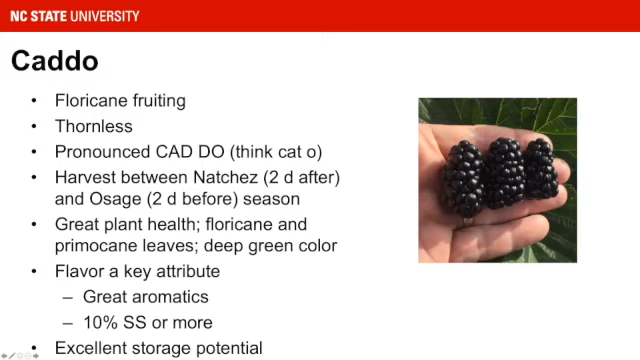 NC STATE UNIVERSITY
Caddo
• Floricane fruiting
• Thornless
• Pronounced CAD DO (think cat o)
• Harvest between Natchez (2 d after)
and Osage (2 d before) season
• Great plant health; floricane and
primocane leaves; deep green color
• Flavor a key attribute
– Great aromatics
– 10% SS or more
• Excellent storage potential